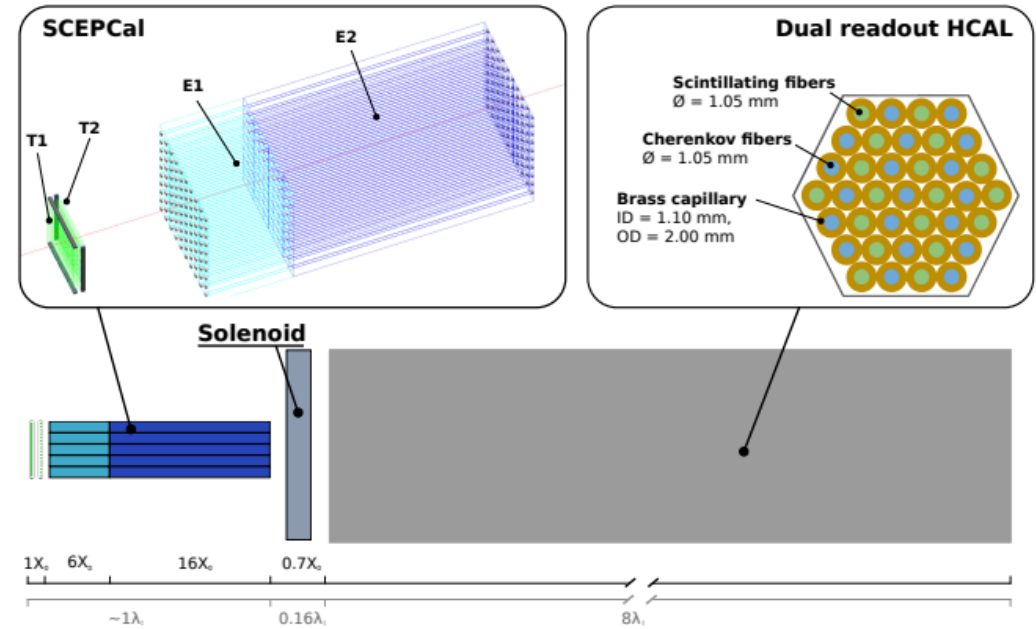 SCEPCal
E2
E1
T2
T1
Dual readout HCAL
Scintillating fibers
Ø = 1.05 mm
Cherenkov fibers
Ø = 1.05 mm
Brass capillary
ID = 1.10 mm,
OD = 2.00 mm
Solenoid
1X₀ 6X₀ 16X₀ 0.7X₀
~1λᵢ 0.16λᵢ 8λᵢ